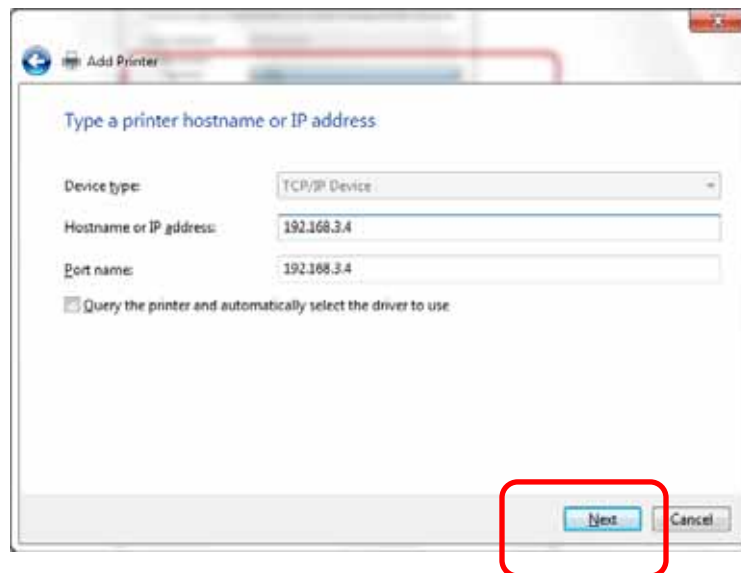 Add Printer
Type a printer hostname or IP address
Device type: TCP/IP Device
Hostname or IP address: 192.168.3.4
Port name: 192.168.3.4
Query the printer and automatically select the driver to use
Next Cancel